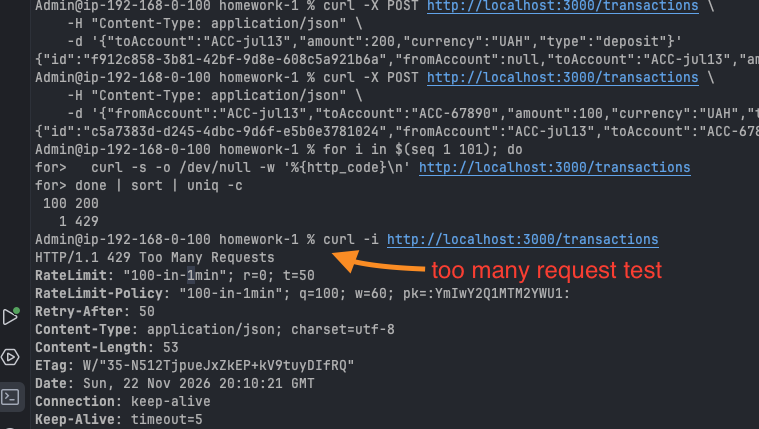 Admin@ip-192-168-0-100 homework-1 % curl -X POST http://localhost:3000/transactions \
-H "Content-Type: application/json" \
-d '{"toAccount":"ACC-jul13","amount":200,"currency":"UAH","type":"deposit"}'
{"id":"f912c858-3b81-42bf-9d8e-608c5a921b6a","fromAccount":null,"toAccount":"ACC-jul13","am
Admin@ip-192-168-0-100 homework-1 % curl -X POST http://localhost:3000/transactions \
-H "Content-Type: application/json" \
-d '{"fromAccount":"ACC-jul13","toAccount":"ACC-67890","amount":100,"currency":"UAH","t
{"id":"c5a7383d-d245-4dbc-9d6f-e5b0e3781024","fromAccount":"ACC-jul13","toAccount":"ACC-678
Admin@ip-192-168-0-100 homework-1 % for i in $(seq 1 101); do
for> curl -s -o /dev/null -w '%{http_code}\n' http://localhost:3000/transactions
for> done | sort | uniq -c
100 200
1 429
Admin@ip-192-168-0-100 homework-1 % curl -i http://localhost:3000/transactions
HTTP/1.1 429 Too Many Requests
too many request test
RateLimit: "100-in-1min"; r=0; t=50
RateLimit-Policy: "100-in-1min"; q=100; w=60; pk=:YmIwY2Q1MTM2YWU1:
Retry-After: 50
Content-Type: application/json; charset=utf-8
Content-Length: 53
ETag: W/"35-N512TjpueJxZkEP+kV9tuyDIfRQ"
Date: Sun, 22 Nov 2026 20:10:21 GMT
Connection: keep-alive
Keep-Alive: timeout=5